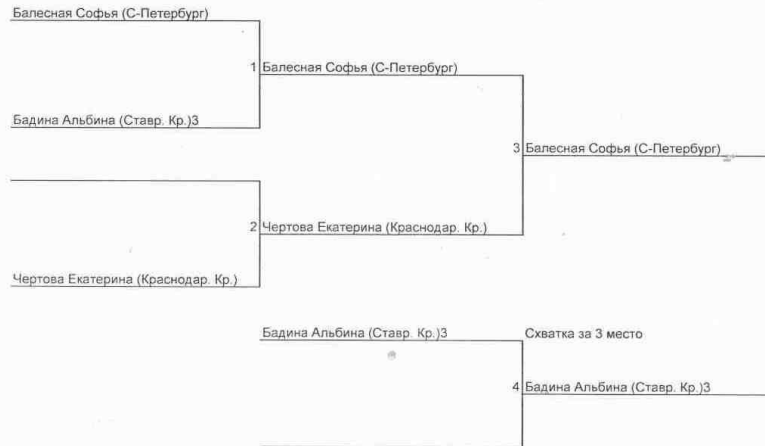 Балесная Софья (С-Петербург)
1 Балесная Софья (С-Петербург)
Бадина Альбина (Ставр. Кр.)3
3 Балесная Софья (С-Петербург)
2 Чертова Екатерина (Краснодар. Кр.)
Чертова Екатерина (Краснодар. Кр.)
Бадина Альбина (Ставр. Кр.)3
Схватка за 3 место
4 Бадина Альбина (Ставр. Кр.)3